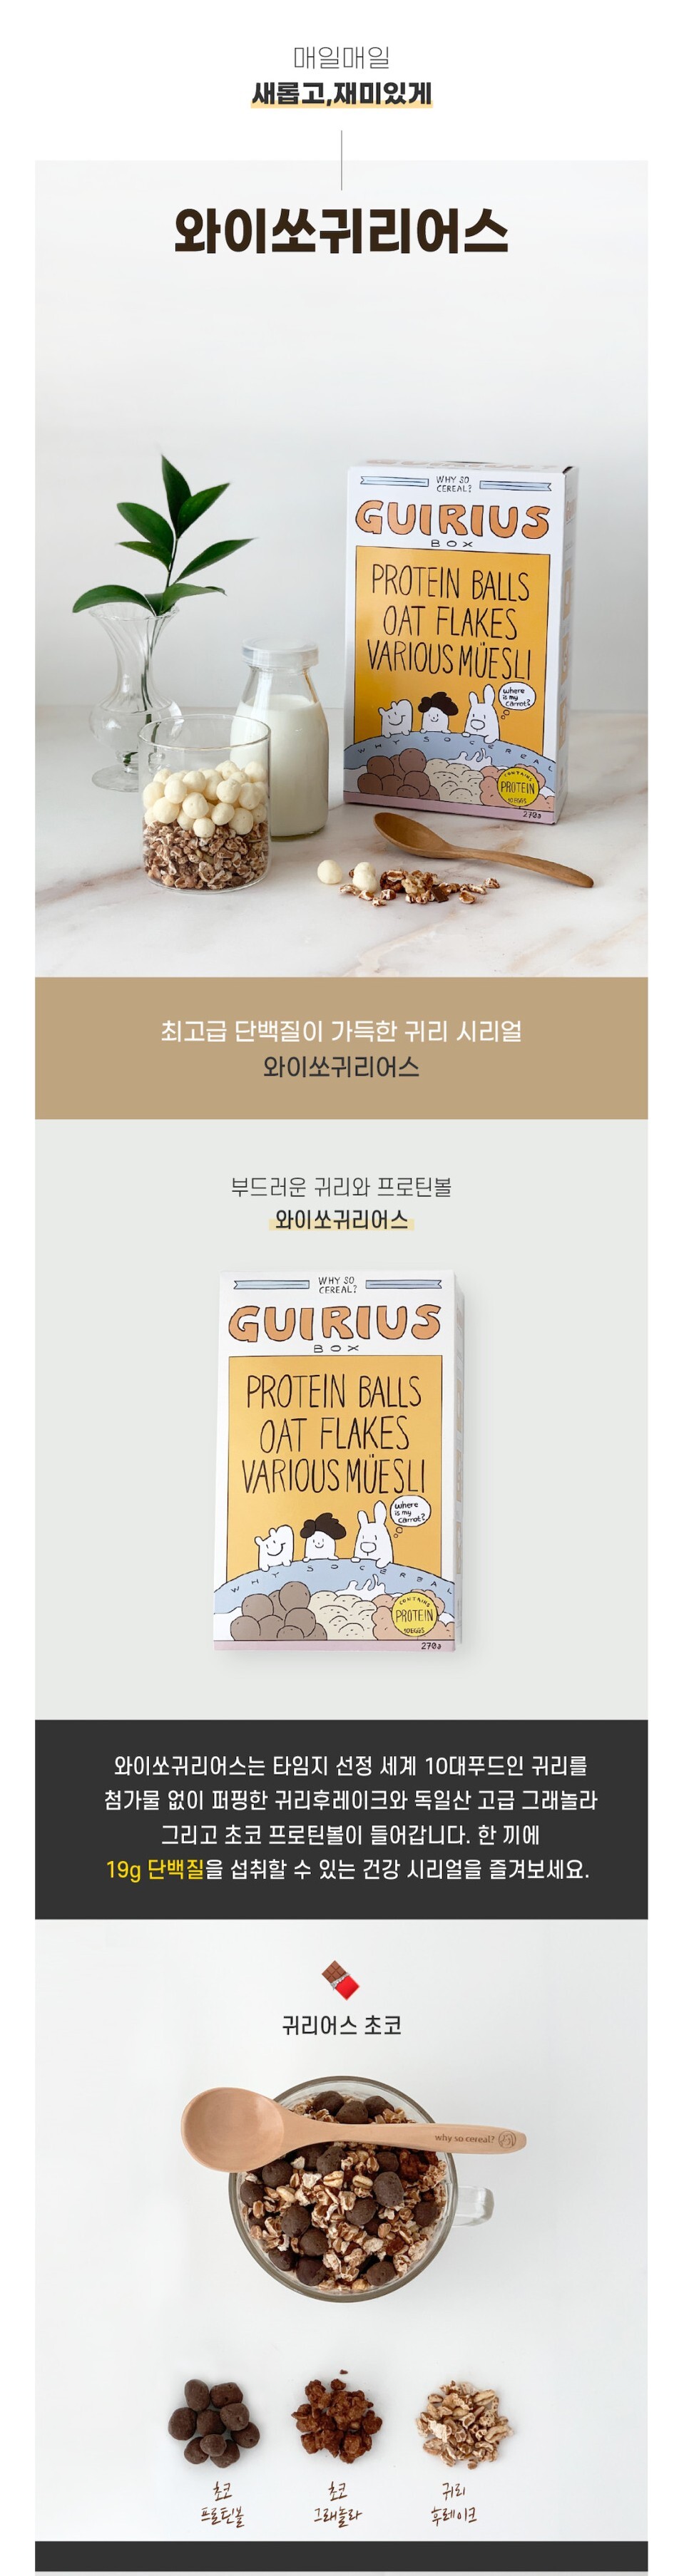 매일매일
새롭고,재미있게
와이쏘귀리어스
WHY SO
CEREAL?
GUIRIUS
BOX
PROTEIN BALLS
OAT FLAKES
VARIOUS MÜESLI
where
is my
carrot?
WHY SO CEREAL
CONTAINS
PROTEIN
10EGGS
270g
최고급 단백질이 가득한 귀리 시리얼
와이쏘귀리어스
부드러운 귀리와 프로틴볼
와이쏘귀리어스
WHY SO
CEREAL?
GUIRIUS
BOX
PROTEIN BALLS
OAT FLAKES
VARIOUS MÜESLI
where
is my
carrot?
WHY SO CEREAL
CONTAINS
PROTEIN
10EGGS
270g
와이쏘귀리어스는 타임지 선정 세계 10대푸드인 귀리를
첨가물 없이 퍼핑한 귀리후레이크와 독일산 고급 그래놀라
그리고 초코 프로틴볼이 들어갑니다. 한 끼에
19g 단백질을 섭취할 수 있는 건강 시리얼을 즐겨보세요.
귀리어스 초코
why so cereal?
초코
프로틴볼
초코
그래놀라
귀리
후레이크